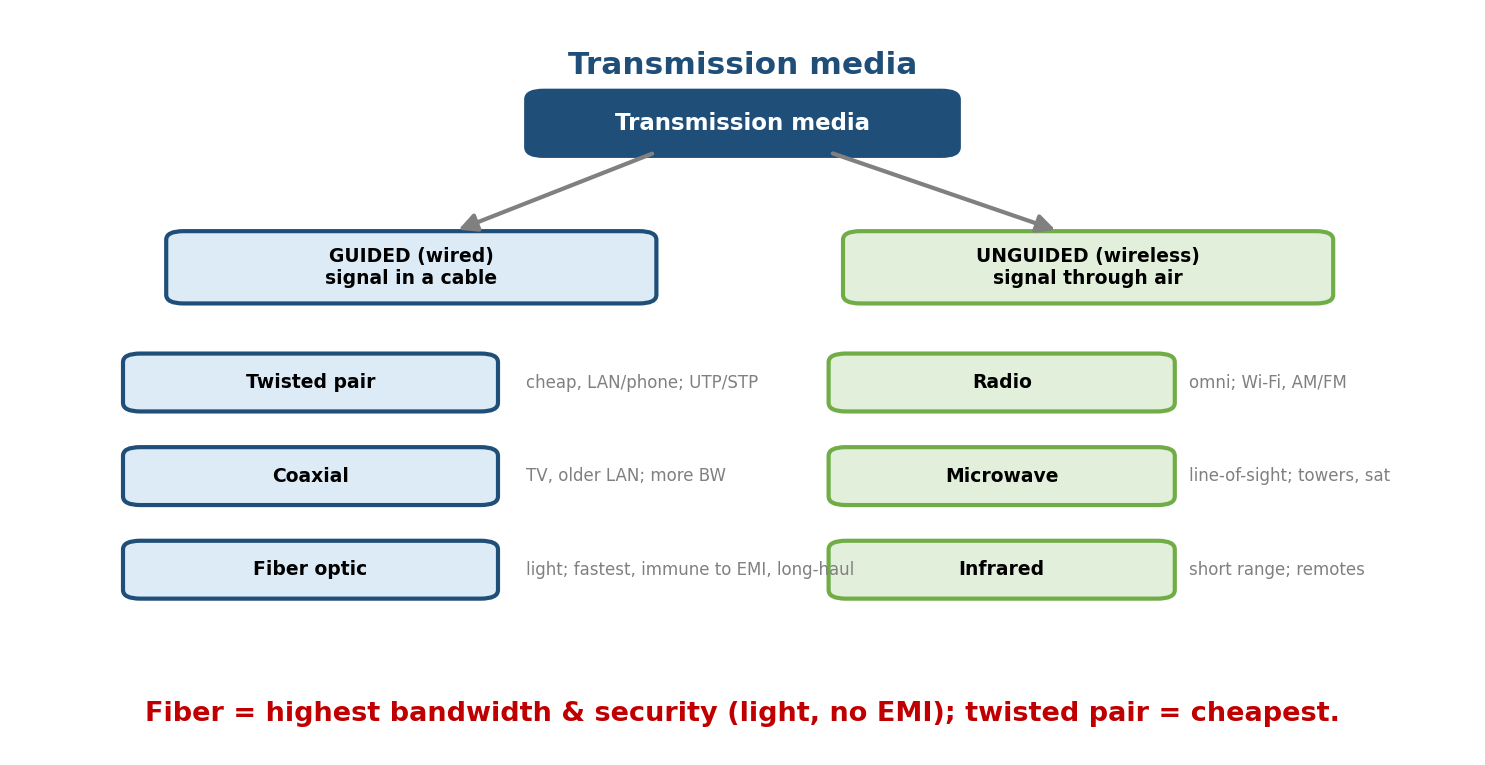 Transmission media
Transmission media
GUIDED (wired)
signal in a cable
UNGUIDED (wireless)
signal through air
Twisted pair
cheap, LAN/phone; UTP/STP
Radio
omni; Wi-Fi, AM/FM
Coaxial
TV, older LAN; more BW
Microwave
line-of-sight; towers, sat
Fiber optic
light; fastest, immune to EMI, long-haul
Infrared
short range; remotes
Fiber = highest bandwidth & security (light, no EMI); twisted pair = cheapest.